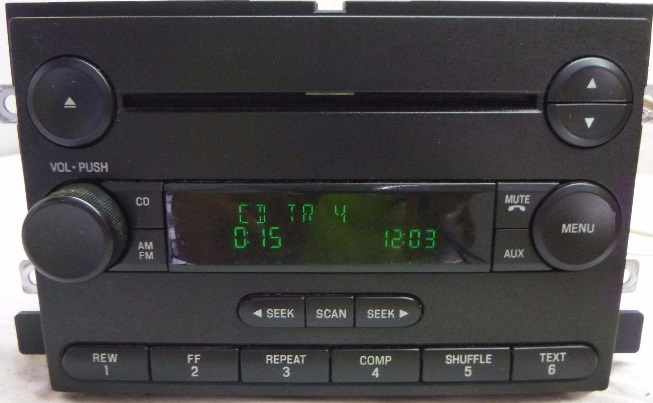 VOL • PUSH
CD
AM
FM
CD TR 4
0:15 12:03
MUTE
AUX
MENU
SEEK
SCAN
SEEK
REW
1
FF
2
REPEAT
3
COMP
4
SHUFFLE
5
TEXT
6